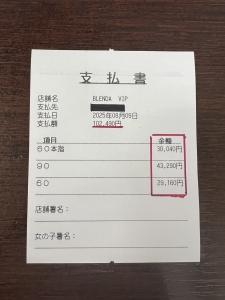 支払書
店舗名 BLENDA VIP
支払先
支払日 2025年08月09日
支払額 102,490円
項目 金額
60本指 30,040円
90 43,290円
60 29,160円
店舗署名：
女の子署名：